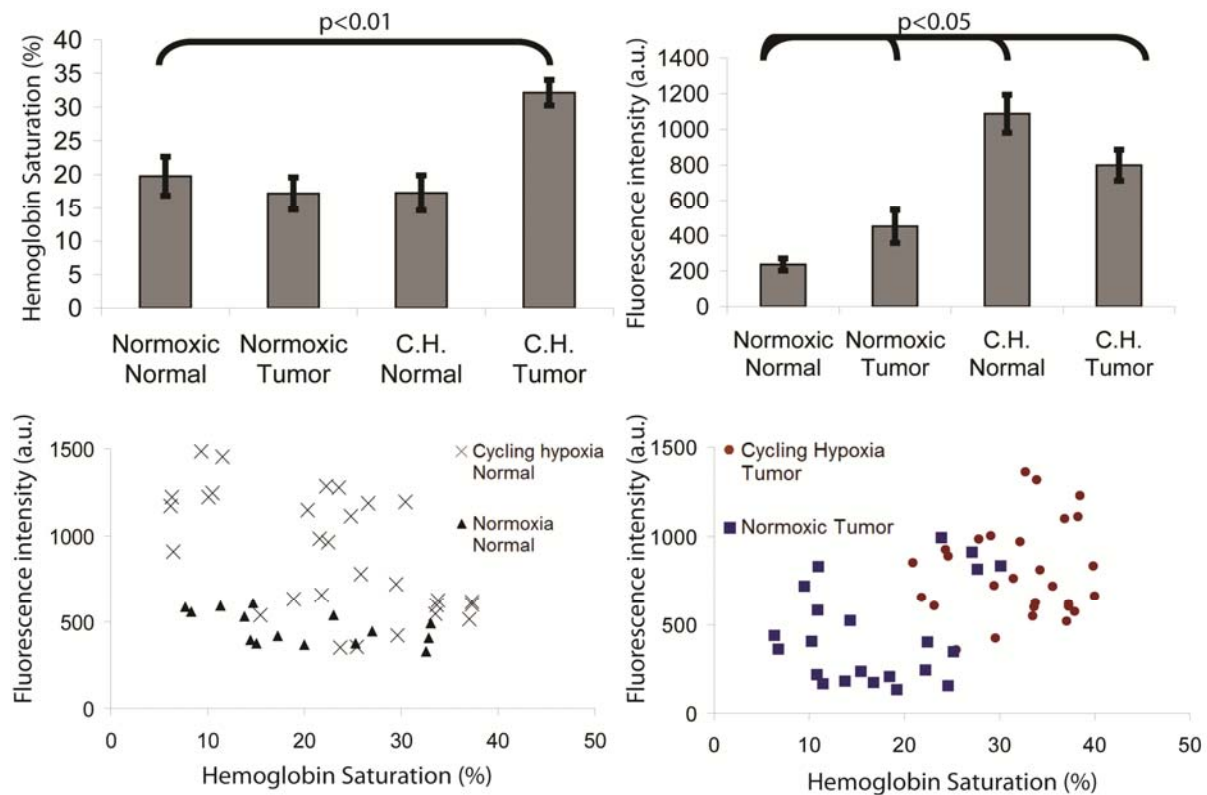 p<0.01
Hemoglobin Saturation (%)
40
35
30
25
20
15
10
5
0
Normoxic Normal
Normoxic Tumor
C.H. Normal
C.H. Tumor
p<0.05
Fluorescence intensity (a.u.)
1400
1200
1000
800
600
400
200
0
Normoxic Normal
Normoxic Tumor
C.H. Normal
C.H. Tumor
Fluorescence intensity (a.u.)
1500
1000
500
0
Cycling hypoxia
Normal
Normoxia
Normal
0 10 20 30 40 50
Hemoglobin Saturation (%)
Fluorescence intensity (a.u.)
1500
1000
500
0
Cycling Hypoxia
Tumor
Normoxic Tumor
0 10 20 30 40 50
Hemoglobin Saturation (%)